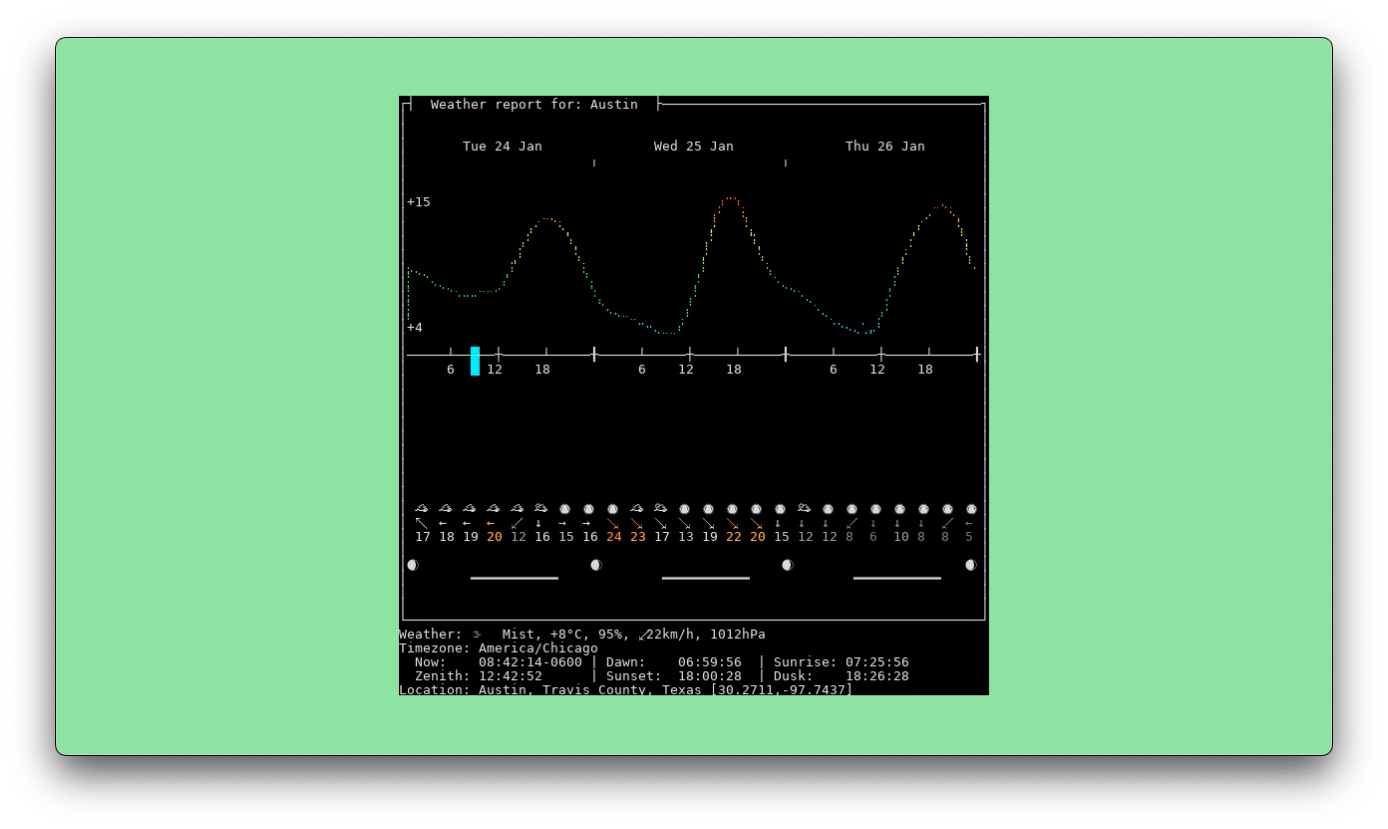 Weather report for: Austin
Tue 24 Jan Wed 25 Jan Thu 26 Jan
+15
+4
6 12 18 6 12 18 6 12 18
↖ ← ← ← ↙ ↓ → → ↘ ↘ ↘ ↘ ↘ ↘ ↘ ↓ ↓ ↓ ↙ ↓ ↓ ↓ ↙ ←
17 18 19 20 12 16 15 16 24 23 17 13 19 22 20 15 12 12 8 6 10 8 8 5
Weather: Mist, +8°C, 95%, ↙22km/h, 1012hPa
Timezone: America/Chicago
Now: 08:42:14-0600 | Dawn: 06:59:56 | Sunrise: 07:25:56
Zenith: 12:42:52 | Sunset: 18:00:28 | Dusk: 18:26:28
Location: Austin, Travis County, Texas [30.2711,-97.7437]